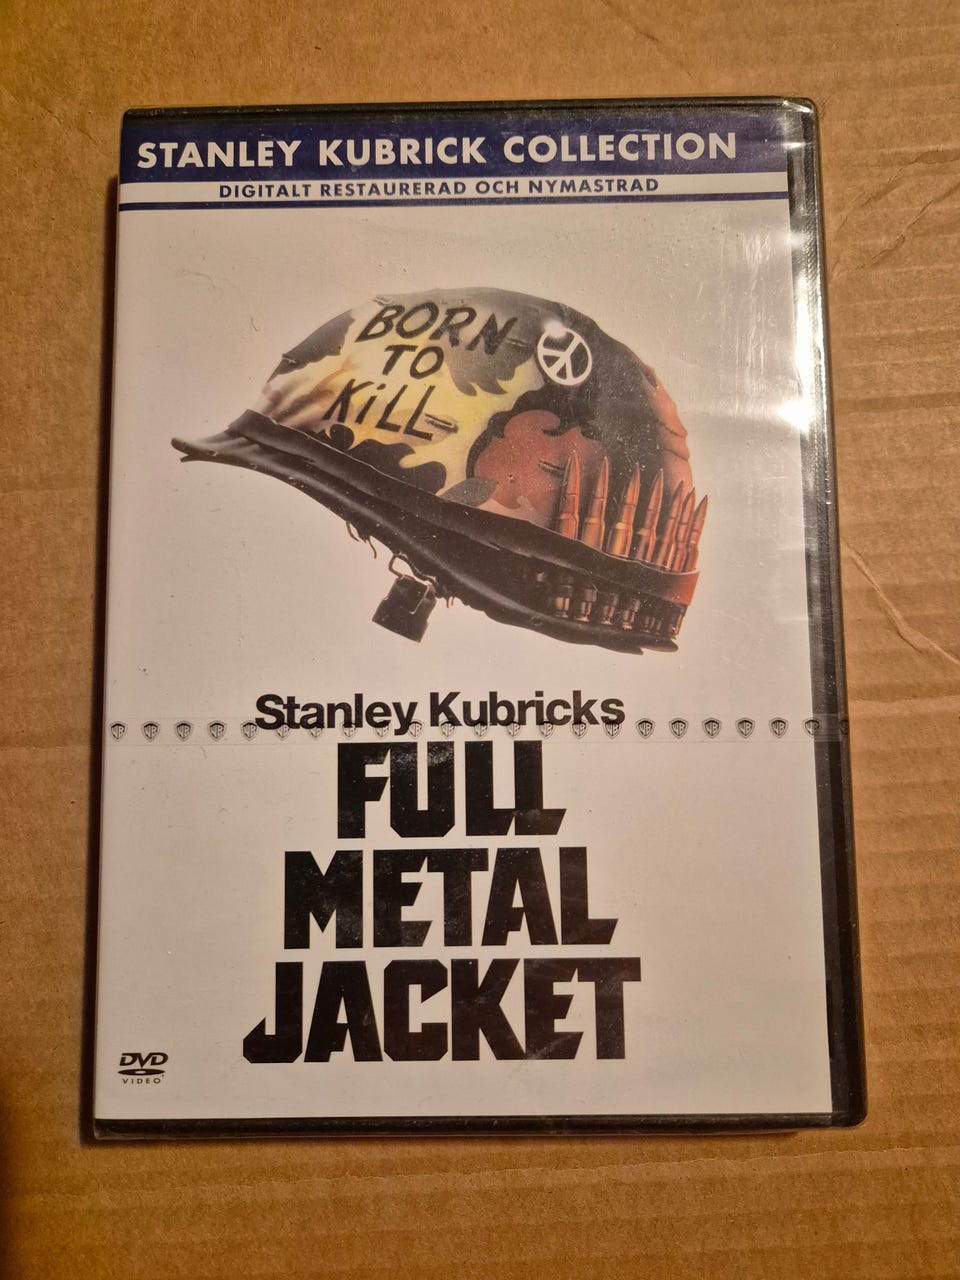 STANLEY KUBRICK COLLECTION
DIGITALT RESTAURERAD OCH NYMASTRAD
BORN
TO
KiLL
Stanley Kubricks
FULL
METAL
JACKET
DVD
VIDEO